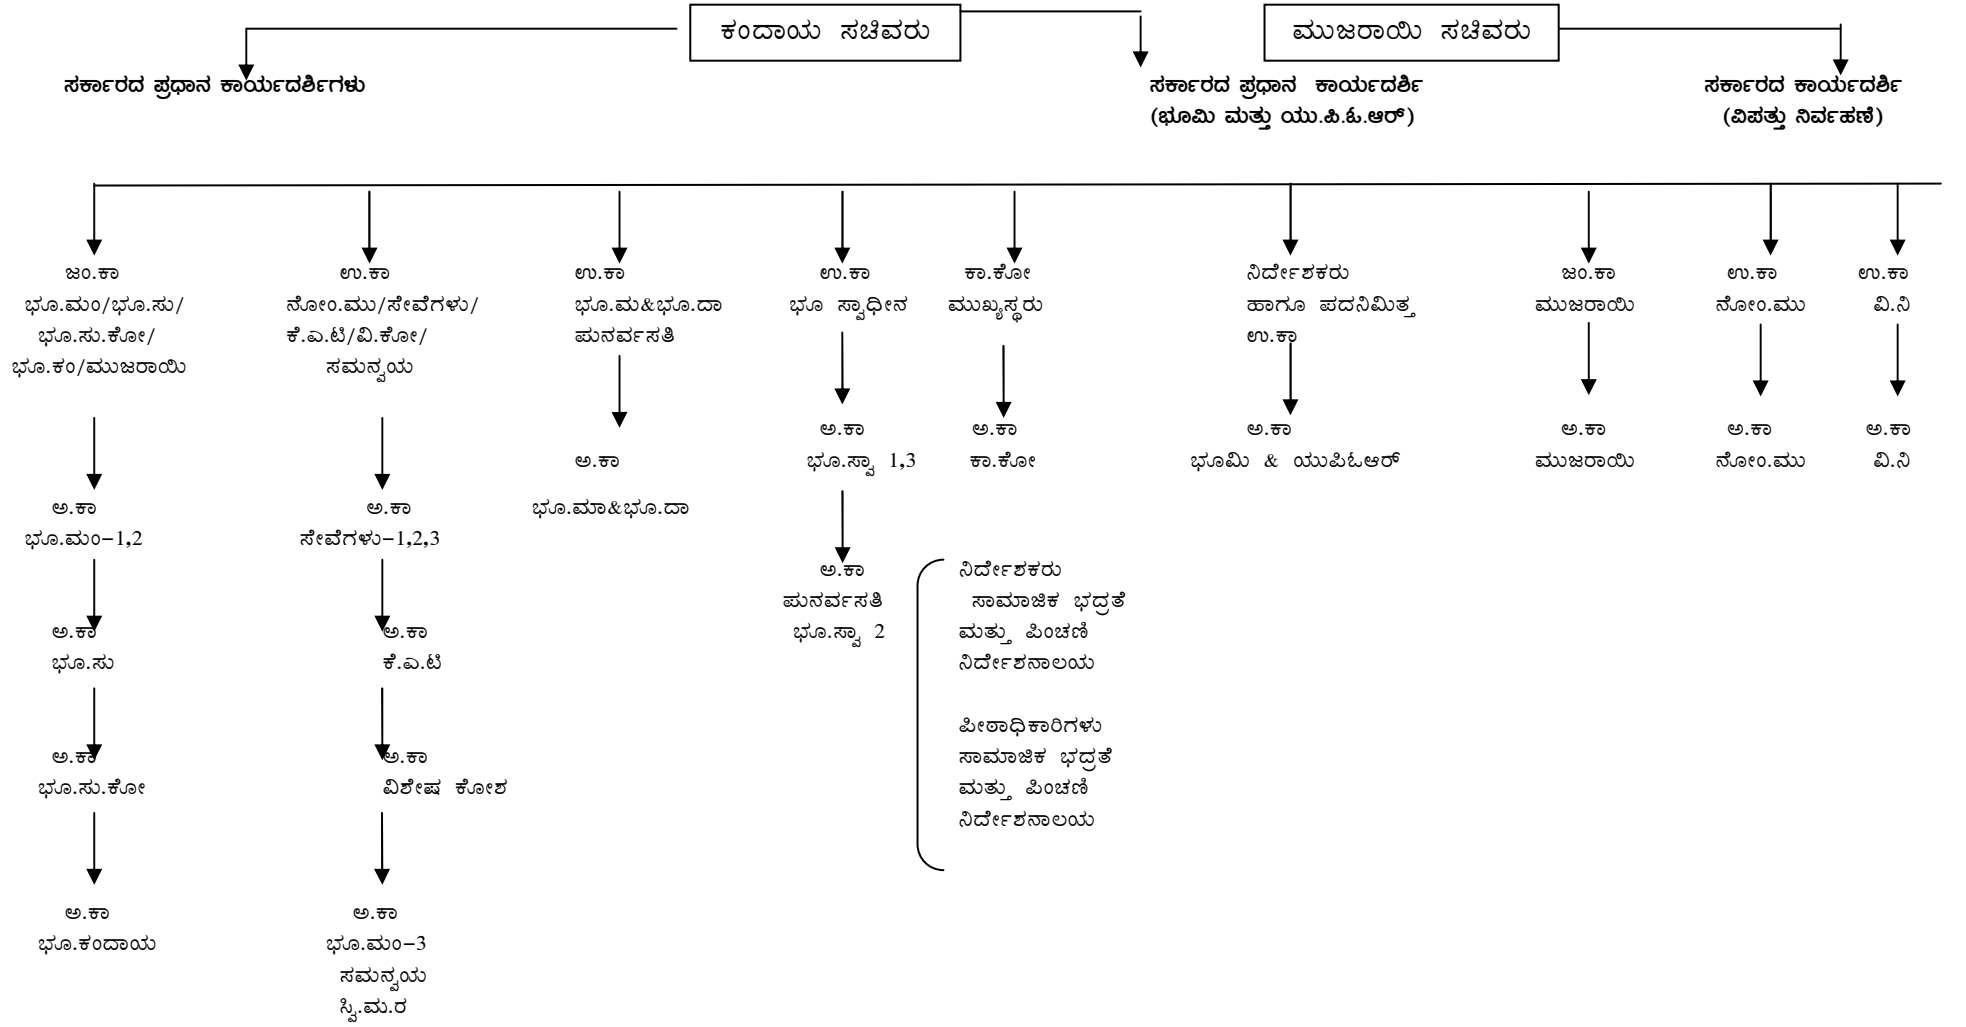 ಕಂದಾಯ ಸಚಿವರು
ಮುಜರಾಯಿ ಸಚಿವರು
ಸರ್ಕಾರದ ಪ್ರಧಾನ ಕಾರ್ಯದರ್ಶಿಗಳು
ಸರ್ಕಾರದ ಪ್ರಧಾನ ಕಾರ್ಯದರ್ಶಿ
(ಭೂಮಿ ಮತ್ತು ಯು.ಪಿ.ಓ.ಆರ್)
ಸರ್ಕಾರದ ಕಾರ್ಯದರ್ಶಿ
(ವಿಪತ್ತು ನಿರ್ವಹಣೆ)
ಜಂ.ಕಾ
ಭೂ.ಮಂ/ಭೂ.ಸು/
ಭೂ.ಸು.ಕೋ/
ಭೂ.ಕಂ/ಮುಜರಾಯಿ
ಅ.ಕಾ
ಭೂ.ಮಂ-1,2
ಅ.ಕಾ
ಭೂ.ಸು
ಅ.ಕಾ
ಭೂ.ಸು.ಕೋ
ಅ.ಕಾ
ಭೂ.ಕಂದಾಯ
ಉ.ಕಾ
ನೋಂ.ಮು/ಸೇವೆಗಳು/
ಕೆ.ಎ.ಟಿ/ವಿ.ಕೋ/
ಸಮನ್ವಯ
ಅ.ಕಾ
ಸೇವೆಗಳು-1,2,3
ಅ.ಕಾ
ಕೆ.ಎ.ಟಿ
ಅ.ಕಾ
ವಿಶೇಷ ಕೋಶ
ಅ.ಕಾ
ಭೂ.ಮಂ-3
ಸಮನ್ವಯ
ಸ್ವಿ.ಮ.ರ
ಉ.ಕಾ
ಭೂ.ಮ&ಭೂ.ದಾ
ಪುನರ್ವಸತಿ
ಅ.ಕಾ
ಭೂ.ಮಾ&ಭೂ.ದಾ
ಉ.ಕಾ
ಭೂ ಸ್ವಾಧೀನ
ಅ.ಕಾ
ಭೂ.ಸ್ವಾ 1,3
ಅ.ಕಾ
ಪುನರ್ವಸತಿ
ಭೂ.ಸ್ವಾ 2
ಕಾ.ಕೋ
ಮುಖ್ಯಸ್ಥರು
ಅ.ಕಾ
ಕಾ.ಕೋ
ನಿರ್ದೇಶಕರು
ಸಾಮಾಜಿಕ ಭದ್ರತೆ
ಮತ್ತು ಪಿಂಚಣಿ
ನಿರ್ದೇಶನಾಲಯ
ಪೀಠಾಧಿಕಾರಿಗಳು
ಸಾಮಾಜಿಕ ಭದ್ರತೆ
ಮತ್ತು ಪಿಂಚಣಿ
ನಿರ್ದೇಶನಾಲಯ
ನಿರ್ದೇಶಕರು
ಹಾಗೂ ಪದನಿಮಿತ್ತ
ಉ.ಕಾ
ಅ.ಕಾ
ಭೂಮಿ & ಯುಪಿಓಆರ್
ಜಂ.ಕಾ
ಮುಜರಾಯಿ
ಅ.ಕಾ
ಮುಜರಾಯಿ
ಉ.ಕಾ
ನೋಂ.ಮು
ಅ.ಕಾ
ನೋಂ.ಮು
ಉ.ಕಾ
ವಿ.ನಿ
ಅ.ಕಾ
ವಿ.ನಿ